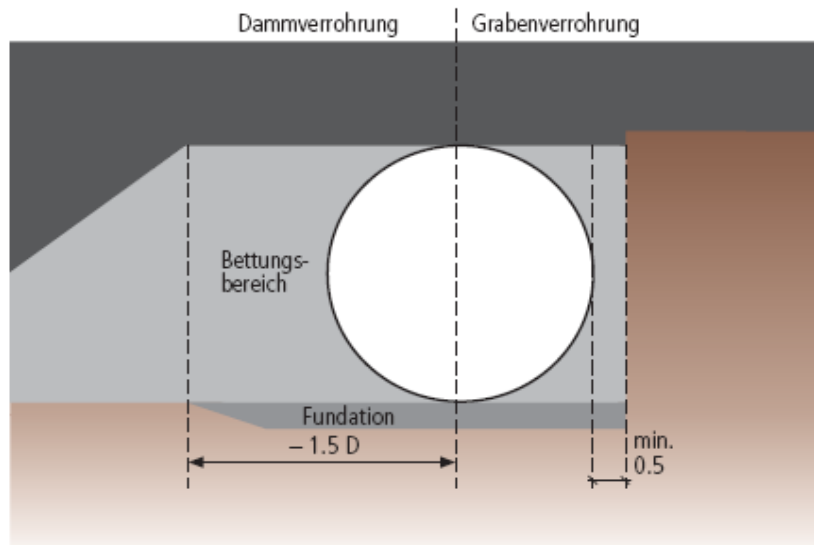 Dammverrohrung
Grabenverrohrung
Bettungs-
bereich
Fundation
– 1.5 D
min.
0.5